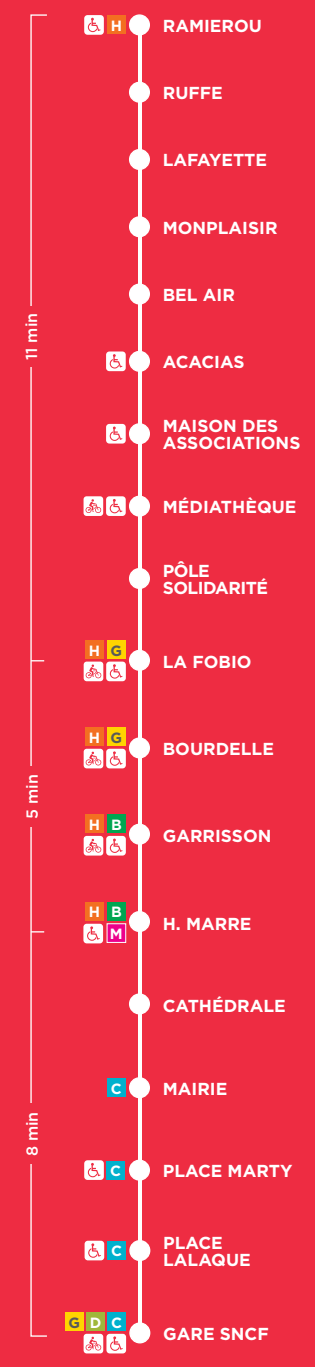 H RAMIEROU
RUFFE
LAFAYETTE
MONPLAISIR
BEL AIR
11 min
ACACIAS
MAISON DES
ASSOCIATIONS
MÉDIATHÈQUE
PÔLE
SOLIDARITÉ
H G
LA FOBIO
H G
BOURDELLE
5 min
H B
GARRISSON
H B
M
H. MARRE
CATHÉDRALE
C MAIRIE
8 min
C PLACE MARTY
C PLACE
LALAQUE
G D C
GARE SNCF